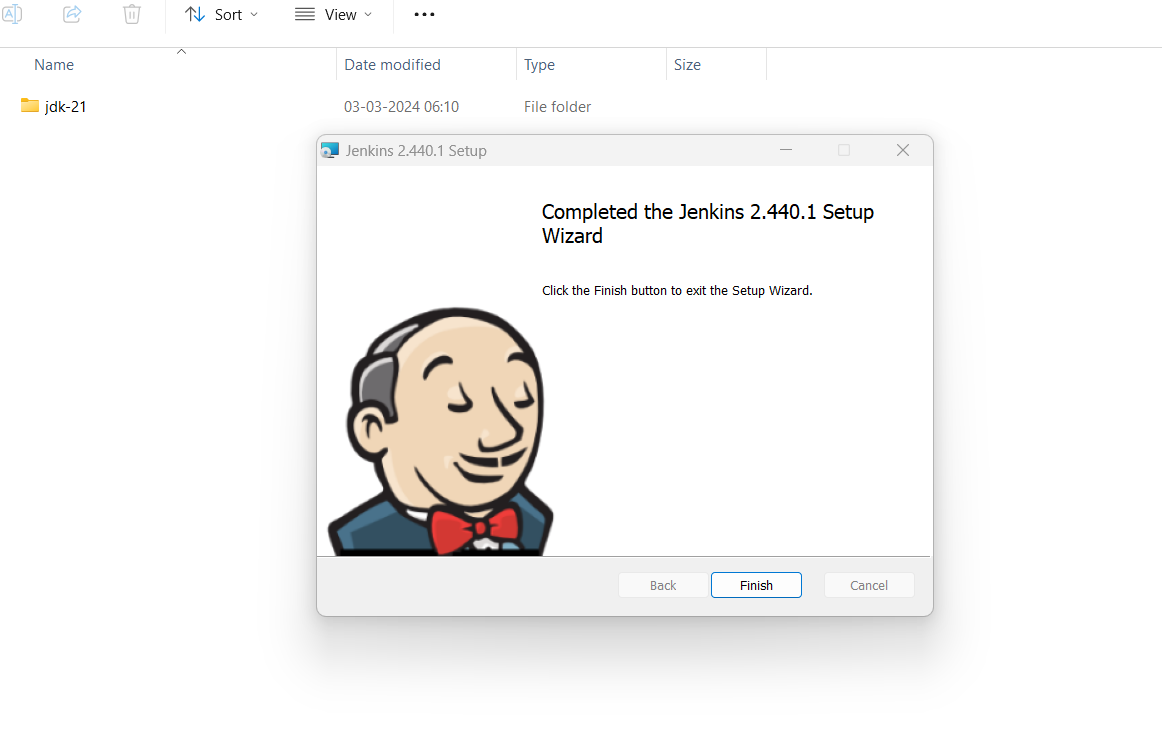 Sort View
Name Date modified Type Size
jdk-21 03-03-2024 06:10 File folder
Jenkins 2.440.1 Setup
Completed the Jenkins 2.440.1 Setup
Wizard
Click the Finish button to exit the Setup Wizard.
Back Finish Cancel